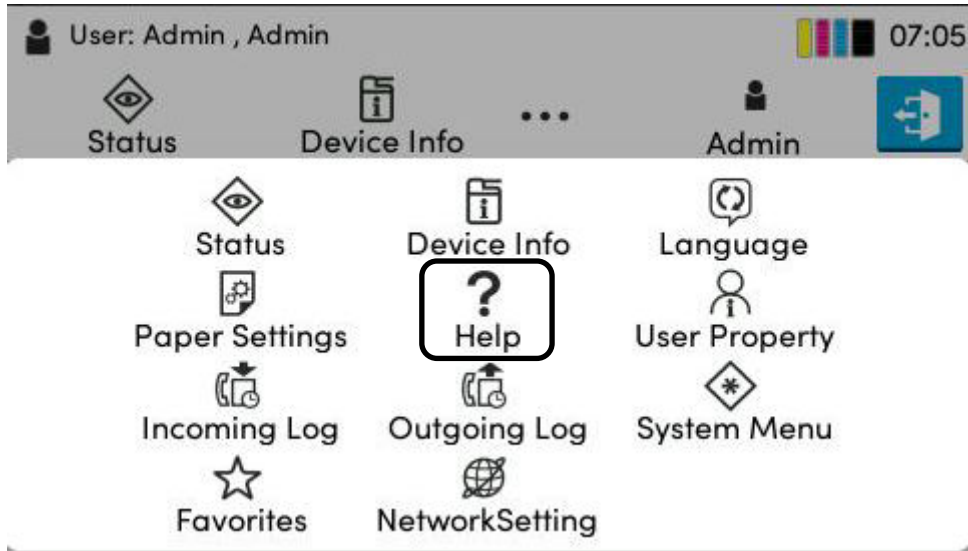 User: Admin , Admin 07:05
Status Device Info ... Admin
Status Device Info Language
Paper Settings ? Help User Property
Incoming Log Outgoing Log System Menu
Favorites NetworkSetting